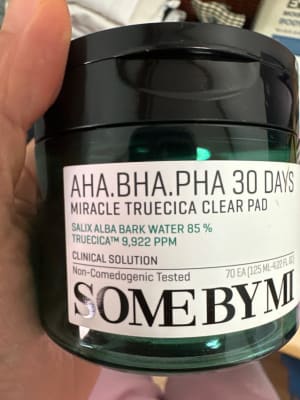 AHA.BHA.PHA 30 DAYS
MIRACLE TRUECICA CLEAR PAD
SALIX ALBA BARK WATER 85 %
TRUECICA™ 9,922 PPM
CLINICAL SOLUTION
Non-Comedogenic Tested
70 EA (125 ML-4.22 FL OZ)
SOME BY MI